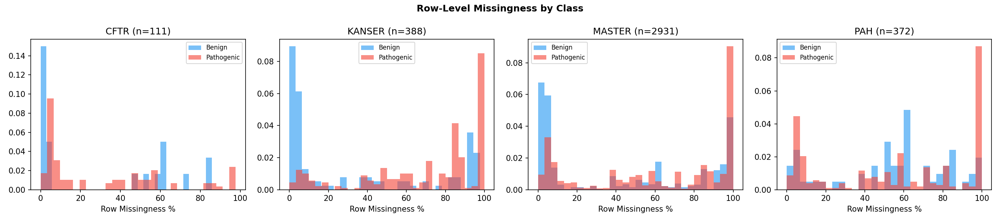 Row-Level Missingness by Class
CFTR (n=111)
0.14
0.12
0.10
0.08
0.06
0.04
0.02
0.00
0 20 40 60 80 100
Row Missingness %
Benign
Pathogenic
KANSER (n=388)
0.08
0.06
0.04
0.02
0.00
0 20 40 60 80 100
Row Missingness %
Benign
Pathogenic
MASTER (n=2931)
0.08
0.06
0.04
0.02
0.00
0 20 40 60 80 100
Row Missingness %
Benign
Pathogenic
PAH (n=372)
0.08
0.06
0.04
0.02
0.00
0 20 40 60 80 100
Row Missingness %
Benign
Pathogenic